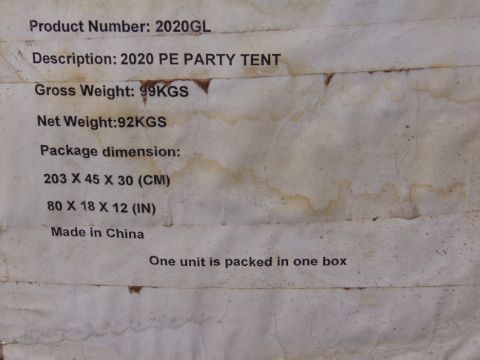 Product Number: 2020GL
Description: 2020 PE PARTY TENT
Gross Weight: 99KGS
Net Weight:92KGS
Package dimension:
203 X 45 X 30 (CM)
80 X 18 X 12 (IN)
Made in China
One unit is packed in one box